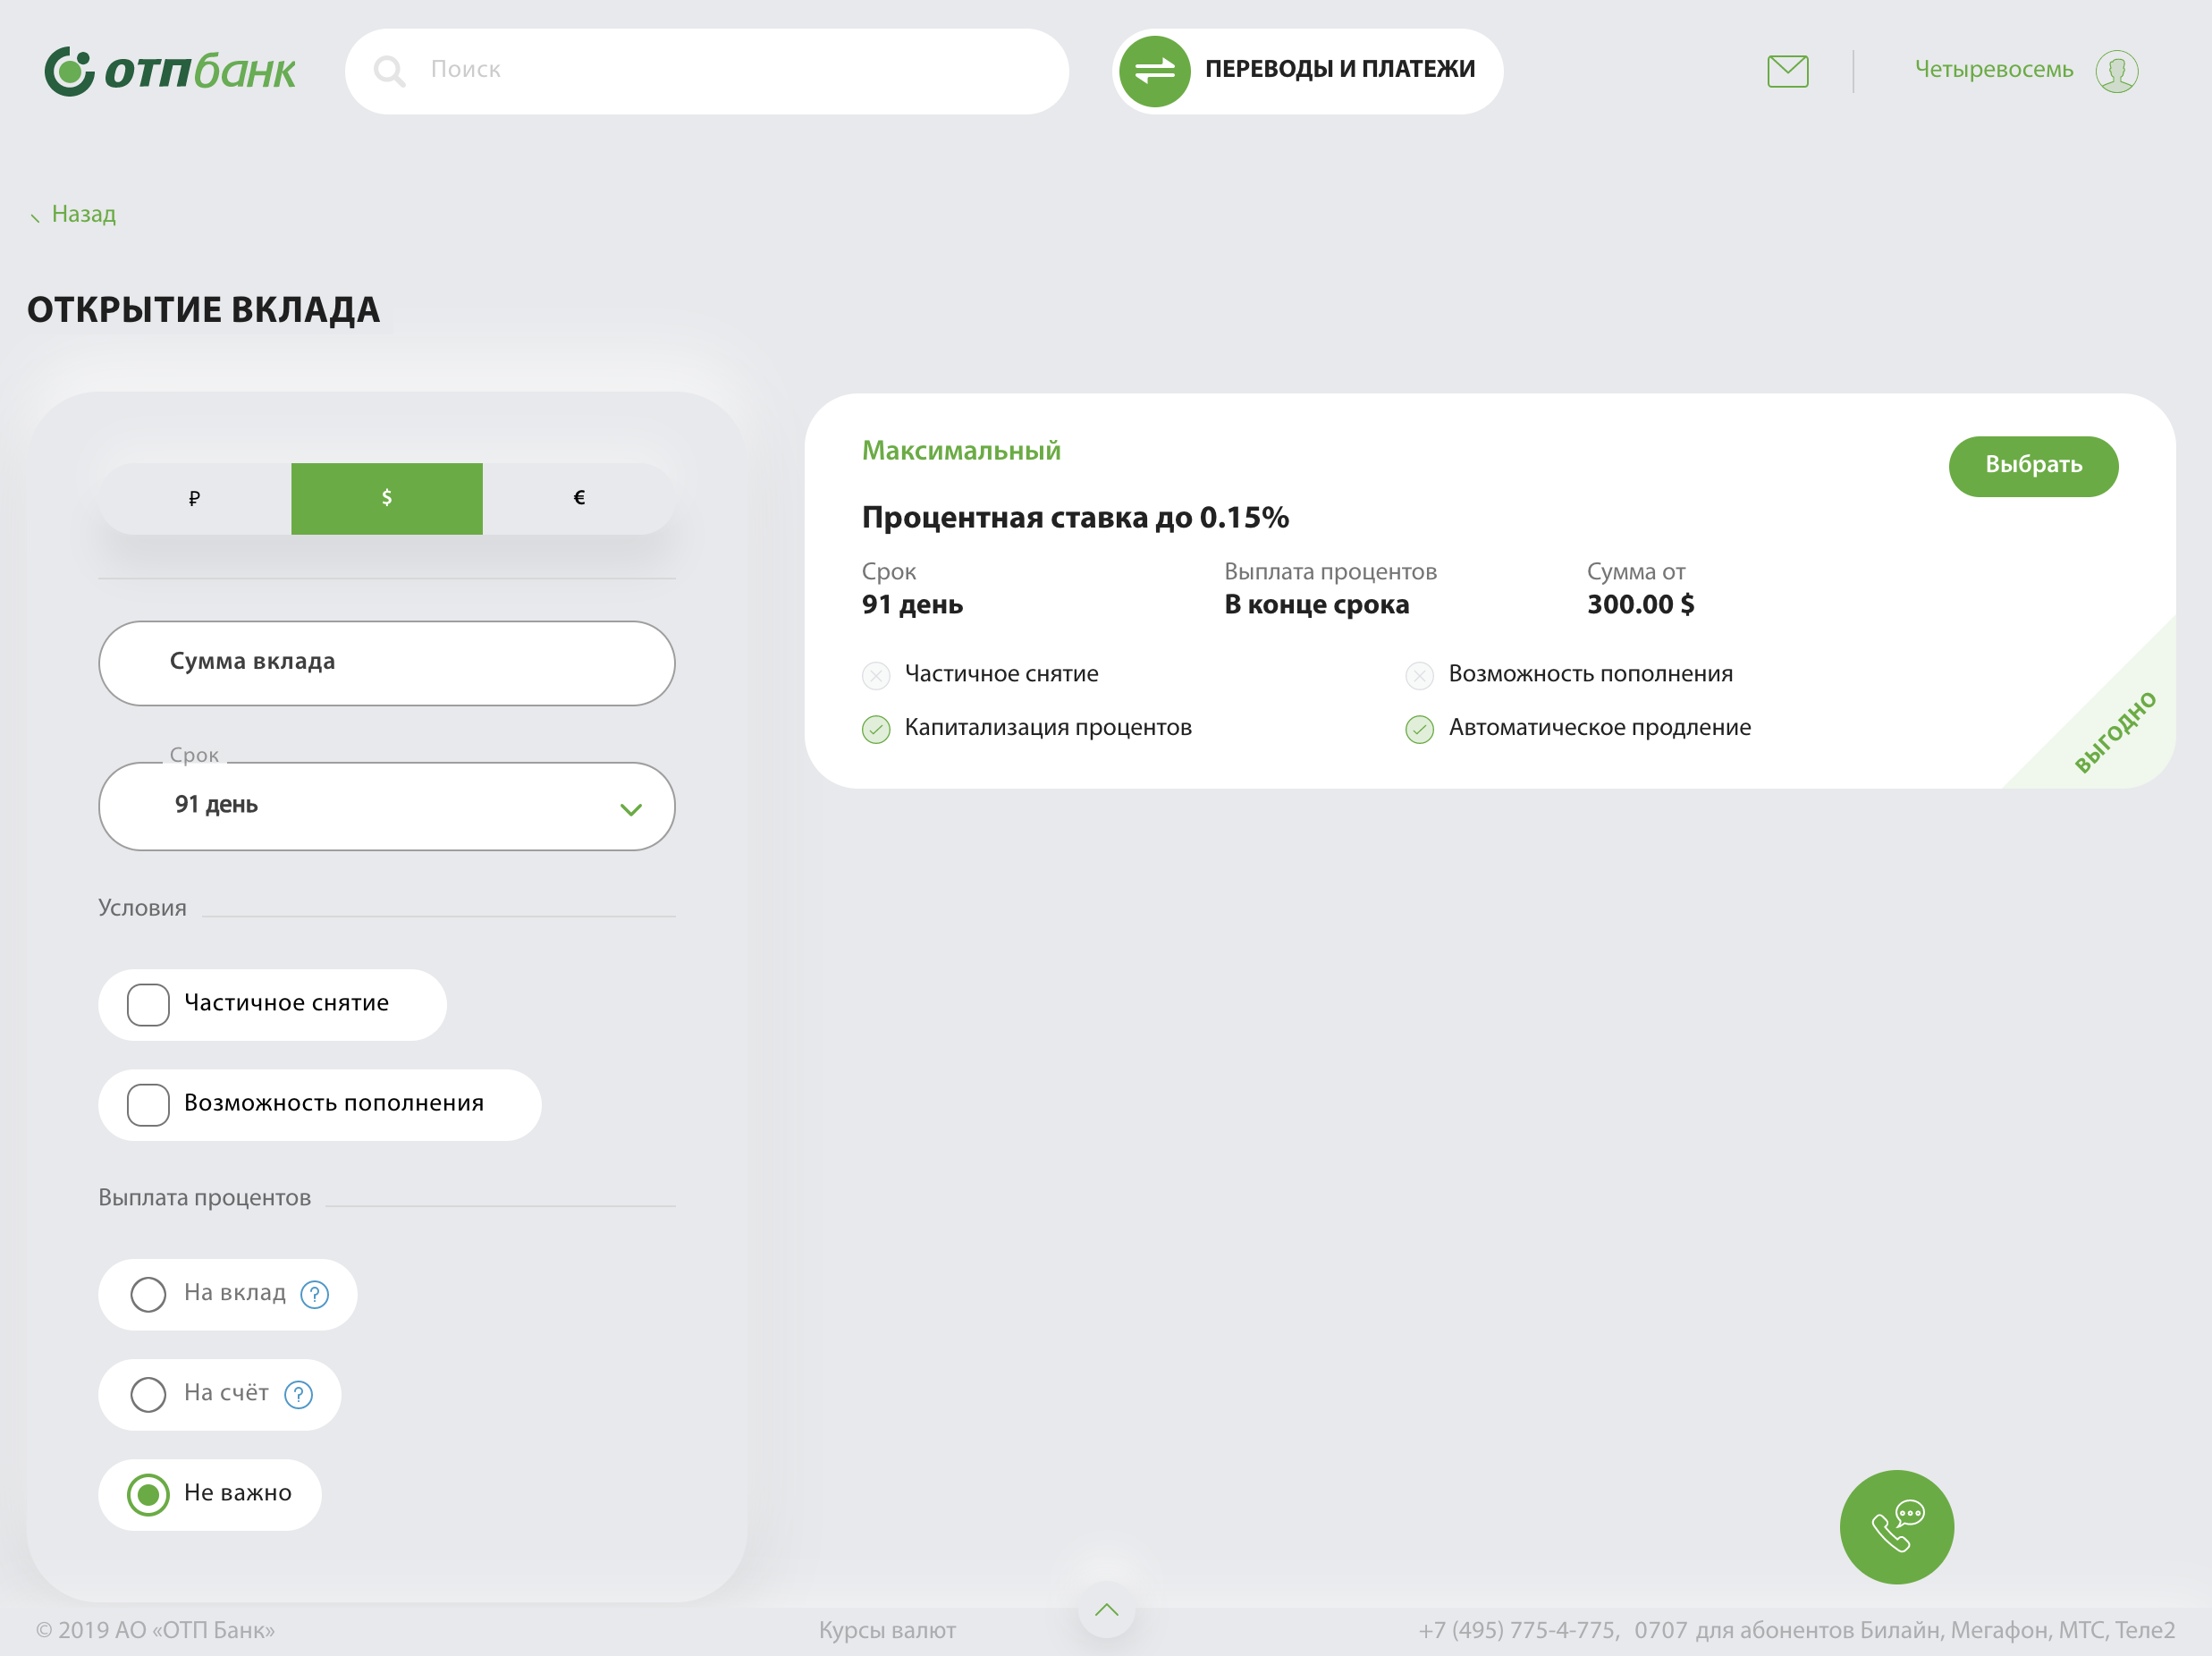 отпбанк
Поиск
ПЕРЕВОДЫ И ПЛАТЕЖИ
Четыревосемь
Назад
ОТКРЫТИЕ ВКЛАДА
₽
$
€
Сумма вклада
Срок
91 день
Условия
Частичное снятие
Возможность пополнения
Выплата процентов
На вклад ?
На счёт ?
Не важно
Максимальный
Выбрать
Процентная ставка до 0.15%
Срок
91 день
Выплата процентов
В конце срока
Сумма от
300.00 $
Частичное снятие
Возможность пополнения
Капитализация процентов
Автоматическое продление
ВЫГОДНО
© 2019 АО «ОТП Банк»
Курсы валют
+7 (495) 775-4-775, 0707 для абонентов Билайн, Мегафон, МТС, Теле2